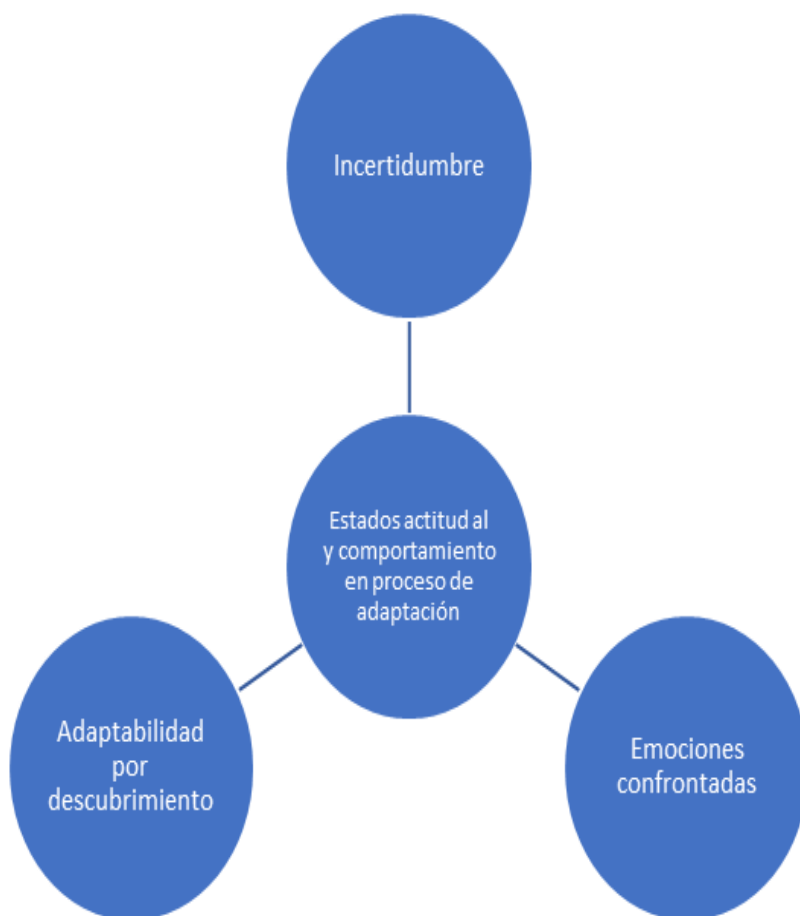 Incertidumbre
Estados actitud al
y comportamiento
en proceso de
adaptación
Adaptabilidad
por
descubrimiento
Emociones
confrontadas